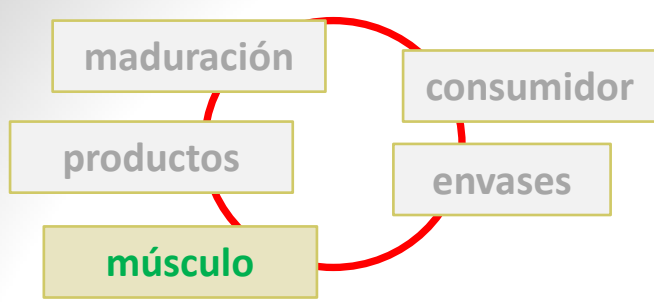 maduración
consumidor
productos
envases
músculo